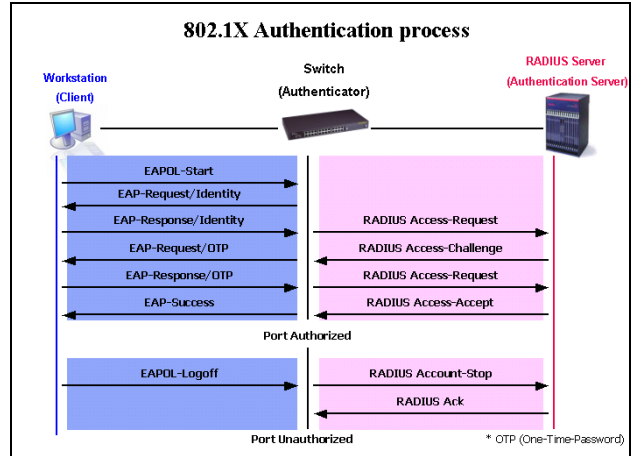 802.1X Authentication process
Workstation
(Client)
Switch
(Authenticator)
RADIUS Server
(Authentication Server)
EAPOL-Start
EAP-Request/Identity
EAP-Response/Identity
RADIUS Access-Request
EAP-Request/OTP
RADIUS Access-Challenge
EAP-Response/OTP
RADIUS Access-Request
EAP-Success
RADIUS Access-Accept
Port Authorized
EAPOL-Logoff
RADIUS Account-Stop
RADIUS Ack
Port Unauthorized
* OTP (One-Time-Password)